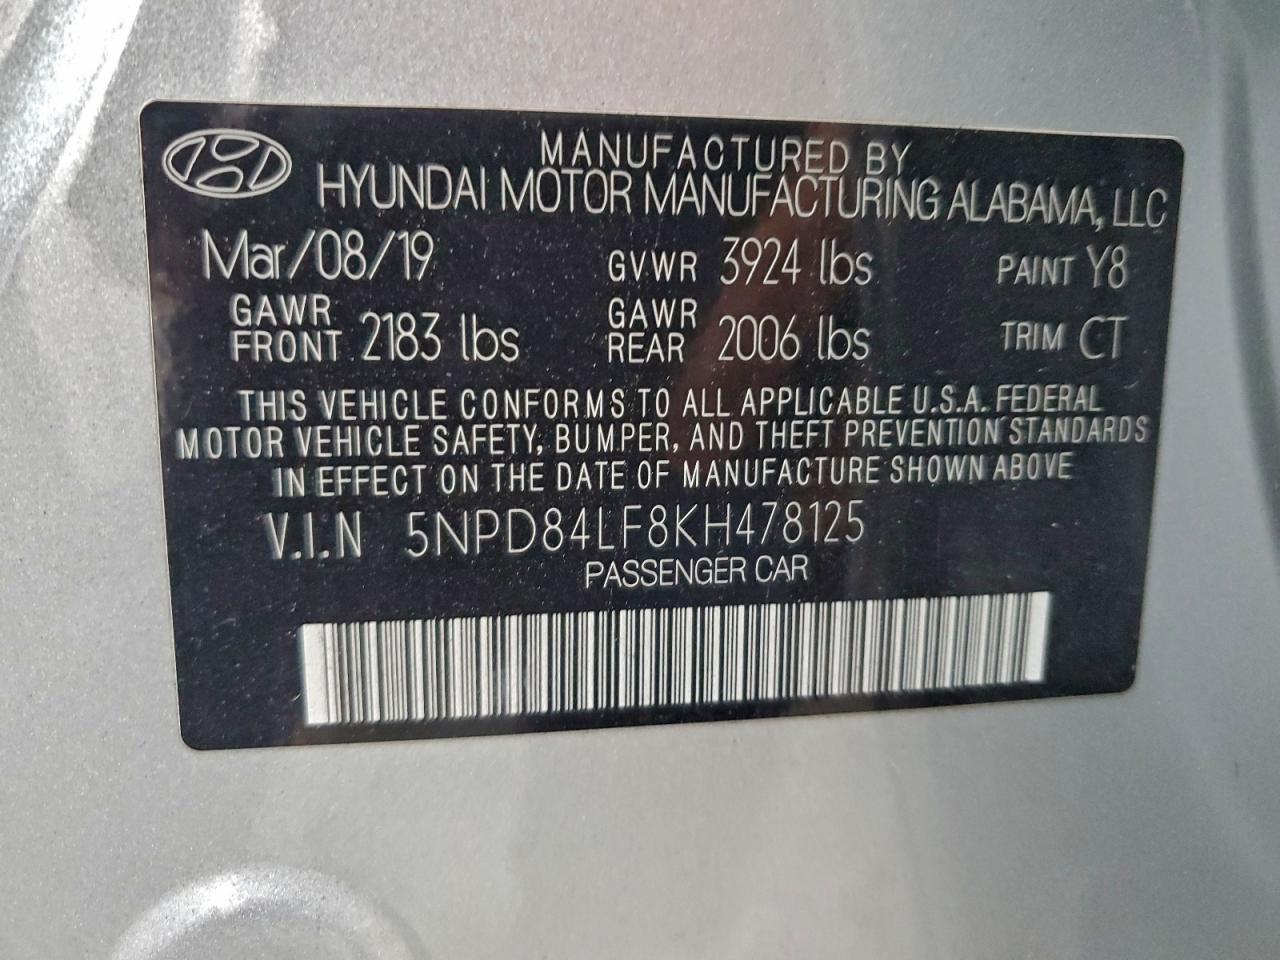 MANUFACTURED BY
HYUNDAI MOTOR MANUFACTURING ALABAMA, LLC
Mar/08/19 GVWR 3924 lbs PAINT Y8
GAWR FRONT 2183 lbs GAWR REAR 2006 lbs TRIM CT
THIS VEHICLE CONFORMS TO ALL APPLICABLE U.S.A. FEDERAL
MOTOR VEHICLE SAFETY, BUMPER, AND THEFT PREVENTION STANDARDS
IN EFFECT ON THE DATE OF MANUFACTURE SHOWN ABOVE
V.I.N 5NPD84LF8KH478125
PASSENGER CAR